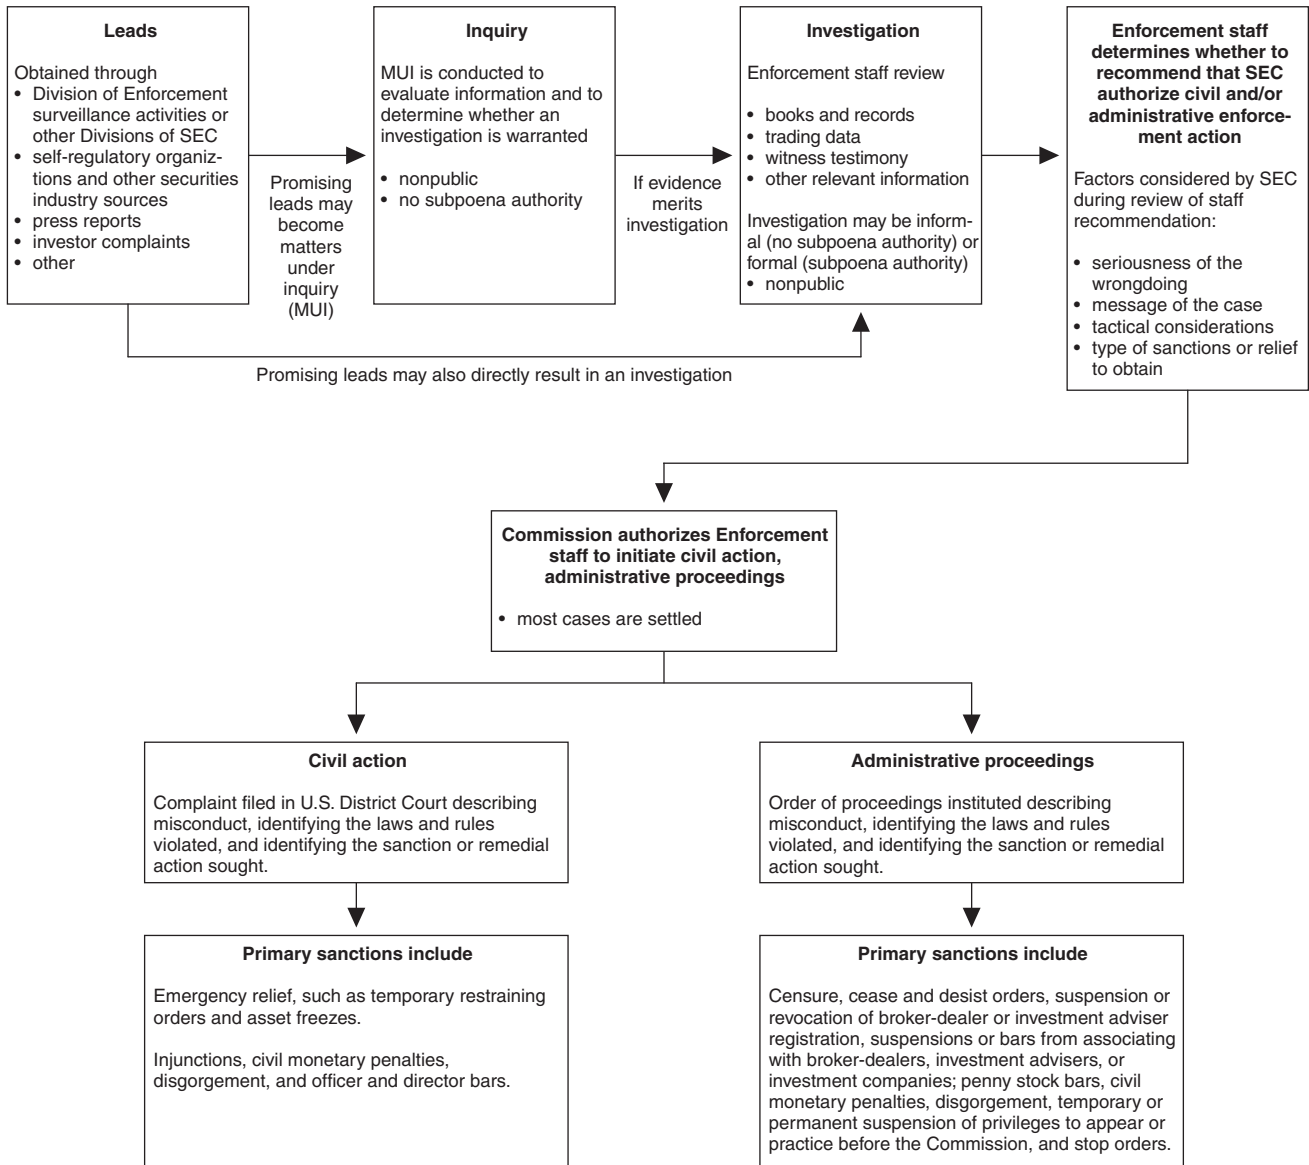 Leads
Obtained through
• Division of Enforcement
surveillance activities or
other Divisions of SEC
• self-regulatory organiz-
tions and other securities
industry sources
• press reports
• investor complaints
• other
Promising
leads may
become
matters
under
inquiry
(MUI)
Inquiry
MUI is conducted to
evaluate information and to
determine whether an
investigation is warranted
• nonpublic
• no subpoena authority
If evidence
merits
investigation
Investigation
Enforcement staff review
• books and records
• trading data
• witness testimony
• other relevant information
Investigation may be inform-
al (no subpoena authority) or
formal (subpoena authority)
• nonpublic
Enforcement staff
determines whether to
recommend that SEC
authorize civil and/or
administrative enforce-
ment action
Factors considered by SEC
during review of staff
recommendation:
• seriousness of the
wrongdoing
• message of the case
• tactical considerations
• type of sanctions or relief
to obtain
Promising leads may also directly result in an investigation
Commission authorizes Enforcement
staff to initiate civil action,
administrative proceedings
• most cases are settled
Civil action
Complaint filed in U.S. District Court describing
misconduct, identifying the laws and rules
violated, and identifying the sanction or remedial
action sought.
Administrative proceedings
Order of proceedings instituted describing
misconduct, identifying the laws and rules
violated, and identifying the sanction or remedial
action sought.
Primary sanctions include
Emergency relief, such as temporary restraining
orders and asset freezes.
Injunctions, civil monetary penalties,
disgorgement, and officer and director bars.
Primary sanctions include
Censure, cease and desist orders, suspension or
revocation of broker-dealer or investment adviser
registration, suspensions or bars from associating
with broker-dealers, investment advisers, or
investment companies; penny stock bars, civil
monetary penalties, disgorgement, temporary or
permanent suspension of privileges to appear or
practice before the Commission, and stop orders.